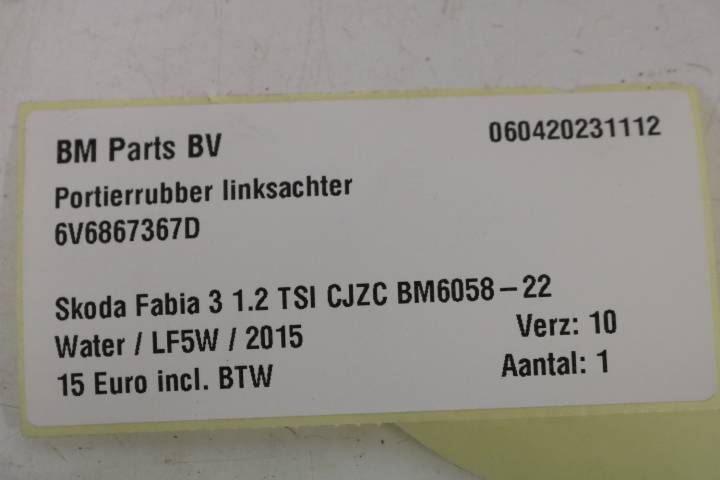 BM Parts BV 060420231112
Portierrubber linksachter
6V6867367D
Skoda Fabia 3 1.2 TSI CJZC BM6058-22
Water / LF5W / 2015 Verz: 10
15 Euro incl. BTW Aantal: 1